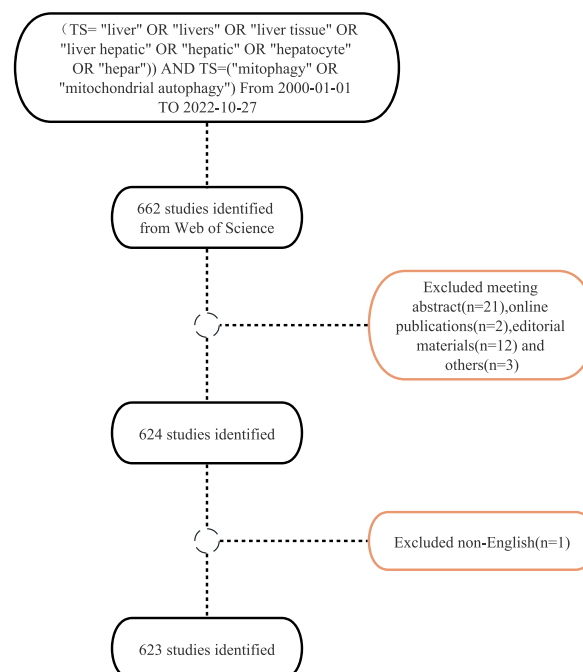 （TS= "liver" OR "livers" OR "liver tissue" OR
"liver hepatic" OR "hepatic" OR "hepatocyte"
OR "hepar")) AND TS=("mitophagy" OR
"mitochondrial autophagy") From 2000-01-01
TO 2022-10-27
662 studies identified
from Web of Science
Excluded meeting
abstract(n=21),online
publications(n=2),editorial
materials(n=12) and
others(n=3)
624 studies identified
Excluded non-English(n=1)
623 studies identified